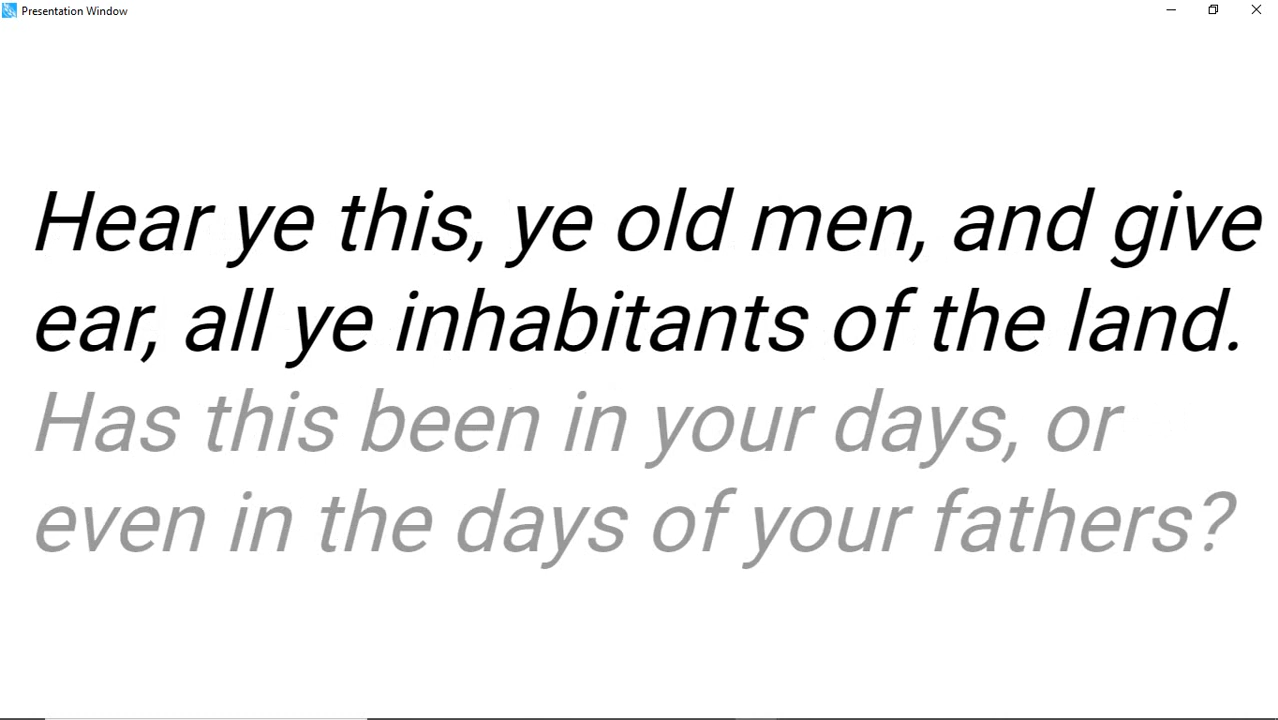 Presentation Window
Hear ye this, ye old men, and give
ear, all ye inhabitants of the land.
Has this been in your days, or
even in the days of your fathers?